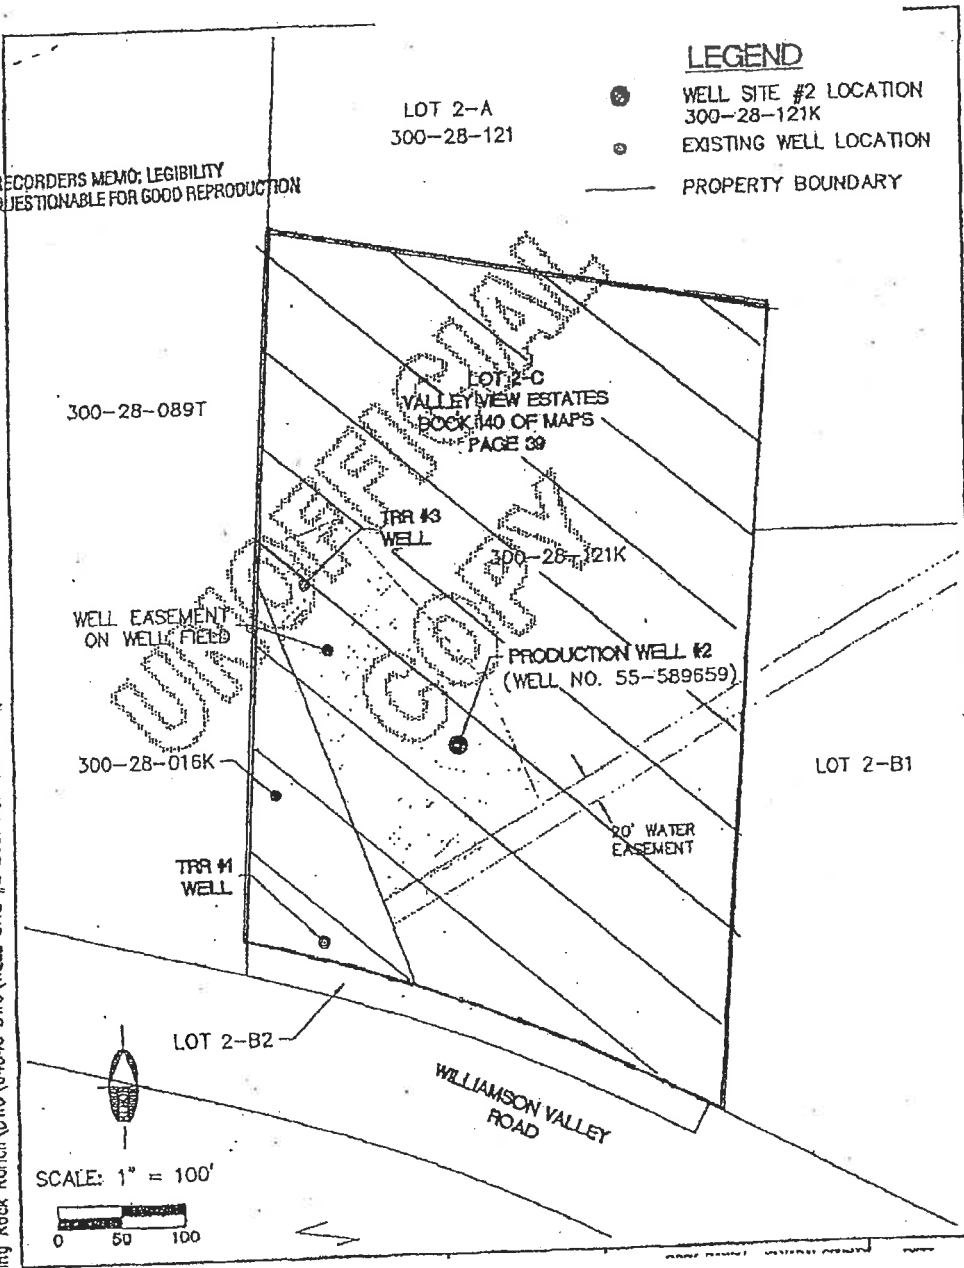 LEGEND
WELL SITE #2 LOCATION
300-28-121K
EXISTING WELL LOCATION
PROPERTY BOUNDARY
LOT 2-A
300-28-121
RECORDERS MEMO: LEGIBILITY
QUESTIONABLE FOR GOOD REPRODUCTION
UNOFFICIAL
COPY
LOT 2-C
VALLEY VIEW ESTATES
BOOK 140 OF MAPS
PAGE 39
300-28-089T
TRR #3
WELL
300-28-121K
WELL EASEMENT
ON WELL FIELD
PRODUCTION WELL #2
(WELL NO. 55-589659)
300-28-016K
LOT 2-B1
20' WATER
EASEMENT
TRR #1
WELL
LOT 2-B2
WILLIAMSON VALLEY
ROAD
SCALE: 1" = 100'
0 50 100